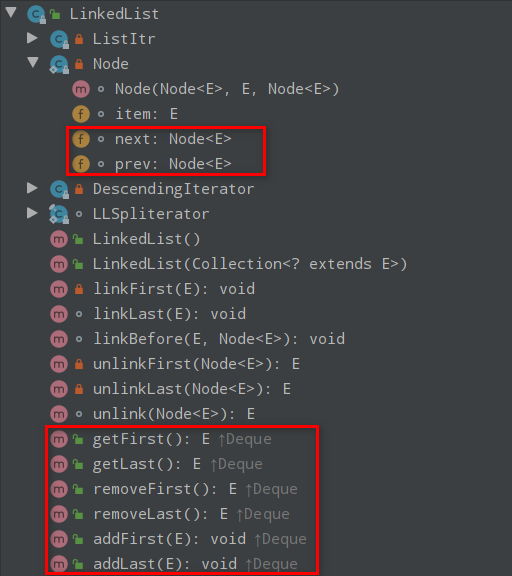 LinkedList
ListItr
Node
m Node(Node<E>, E, Node<E>)
f item: E
f next: Node<E>
f prev: Node<E>
DescendingIterator
LLSpliterator
m LinkedList()
m LinkedList(Collection<? extends E>)
m linkFirst(E): void
m linkLast(E): void
m linkBefore(E, Node<E>): void
m unlinkFirst(Node<E>): E
m unlinkLast(Node<E>): E
m unlink(Node<E>): E
m getFirst(): E ↑Deque
m getLast(): E ↑Deque
m removeFirst(): E ↑Deque
m removeLast(): E ↑Deque
m addFirst(E): void ↑Deque
m addLast(E): void ↑Deque